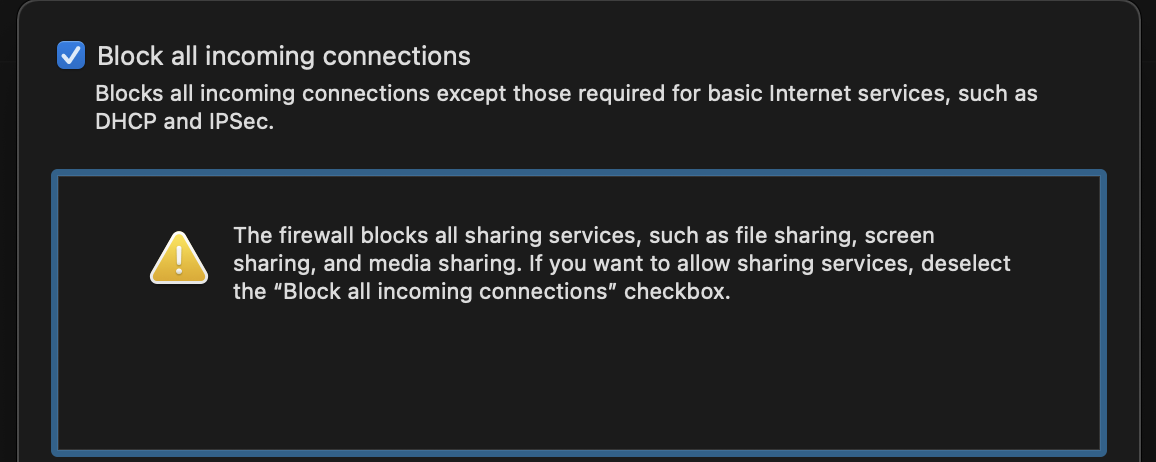 Block all incoming connections
Blocks all incoming connections except those required for basic Internet services, such as
DHCP and IPSec.
The firewall blocks all sharing services, such as file sharing, screen
sharing, and media sharing. If you want to allow sharing services, deselect
the “Block all incoming connections” checkbox.